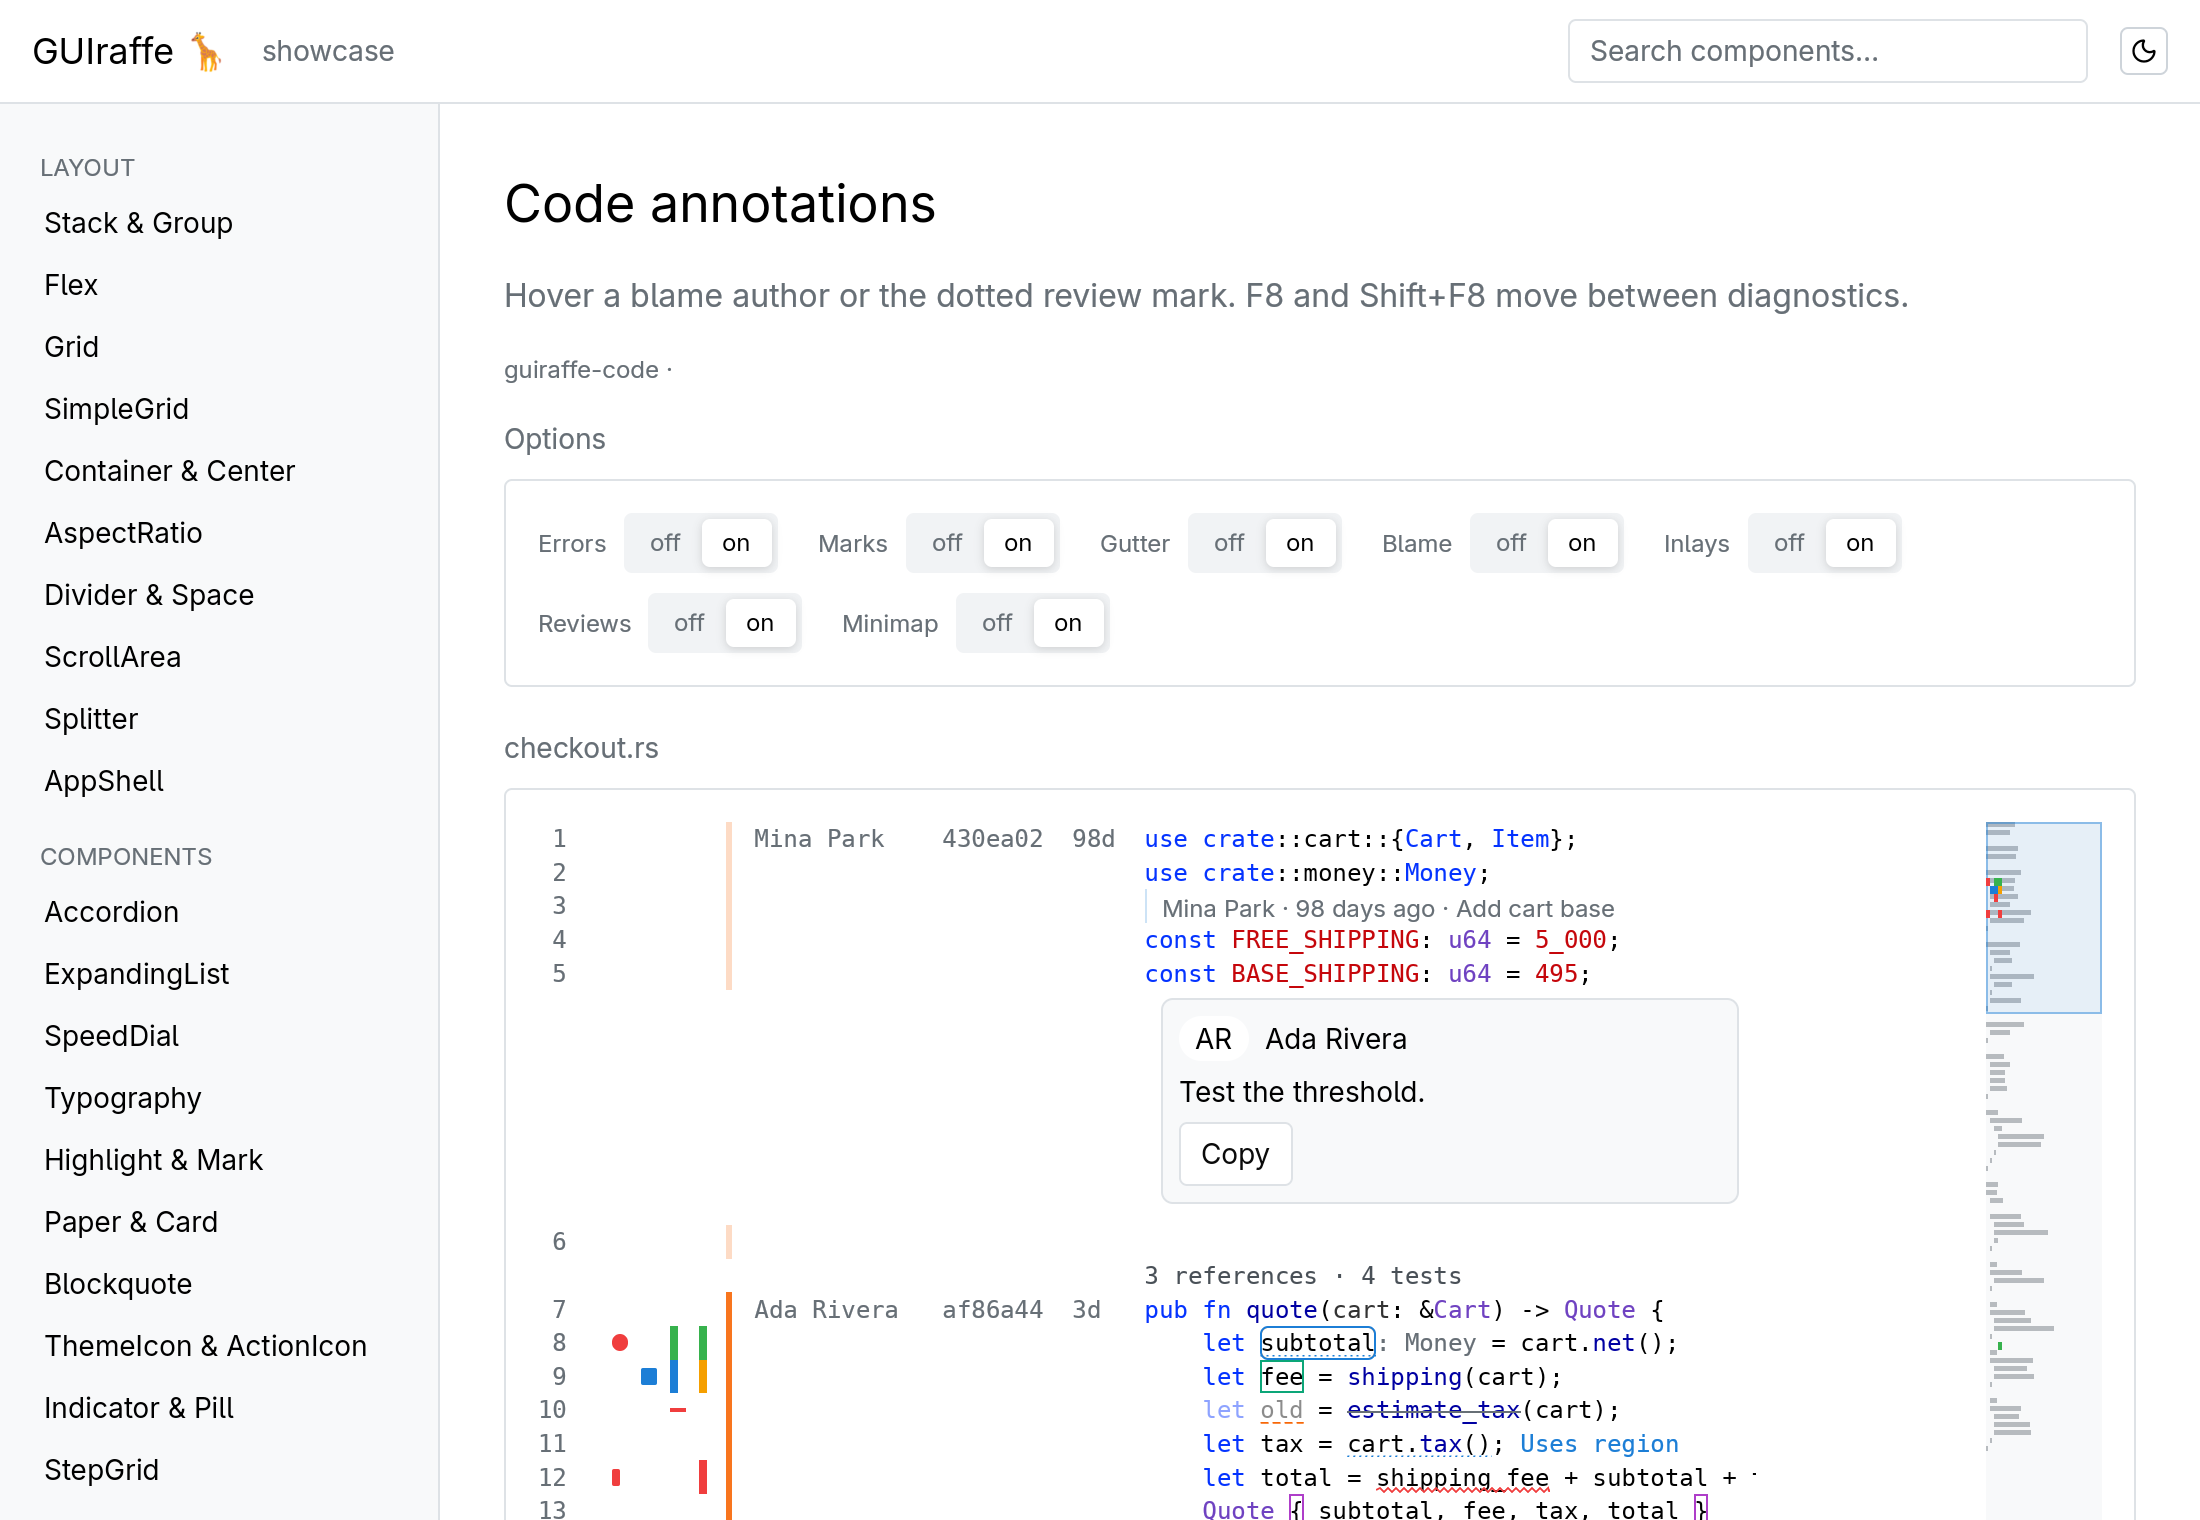 GUIraffe 🦒 showcase Search components...
LAYOUT
Stack & Group
Flex
Grid
SimpleGrid
Container & Center
AspectRatio
Divider & Space
ScrollArea
Splitter
AppShell
COMPONENTS
Accordion
ExpandingList
SpeedDial
Typography
Highlight & Mark
Paper & Card
Blockquote
ThemeIcon & ActionIcon
Indicator & Pill
StepGrid
Code annotations
Hover a blame author or the dotted review mark. F8 and Shift+F8 move between diagnostics.
guiraffe-code ·
Options
Errors off on Marks off on Gutter off on Blame off on Inlays off on
Reviews off on Minimap off on
checkout.rs
1 Mina Park 430ea02 98d use crate::cart::{Cart, Item};
2 use crate::money::Money;
3 Mina Park · 98 days ago · Add cart base
4 const FREE_SHIPPING: u64 = 5_000;
5 const BASE_SHIPPING: u64 = 495;
AR Ada Rivera
Test the threshold.
Copy
6
3 references · 4 tests
7 Ada Rivera af86a44 3d pub fn quote(cart: &Cart) -> Quote {
8 let subtotal: Money = cart.net();
9 let fee = shipping(cart);
10 let old = estimate_tax(cart);
11 let tax = cart.tax(); Uses region
12 let total = shipping_fee + subtotal +
13 Quote { subtotal, fee, tax, total }